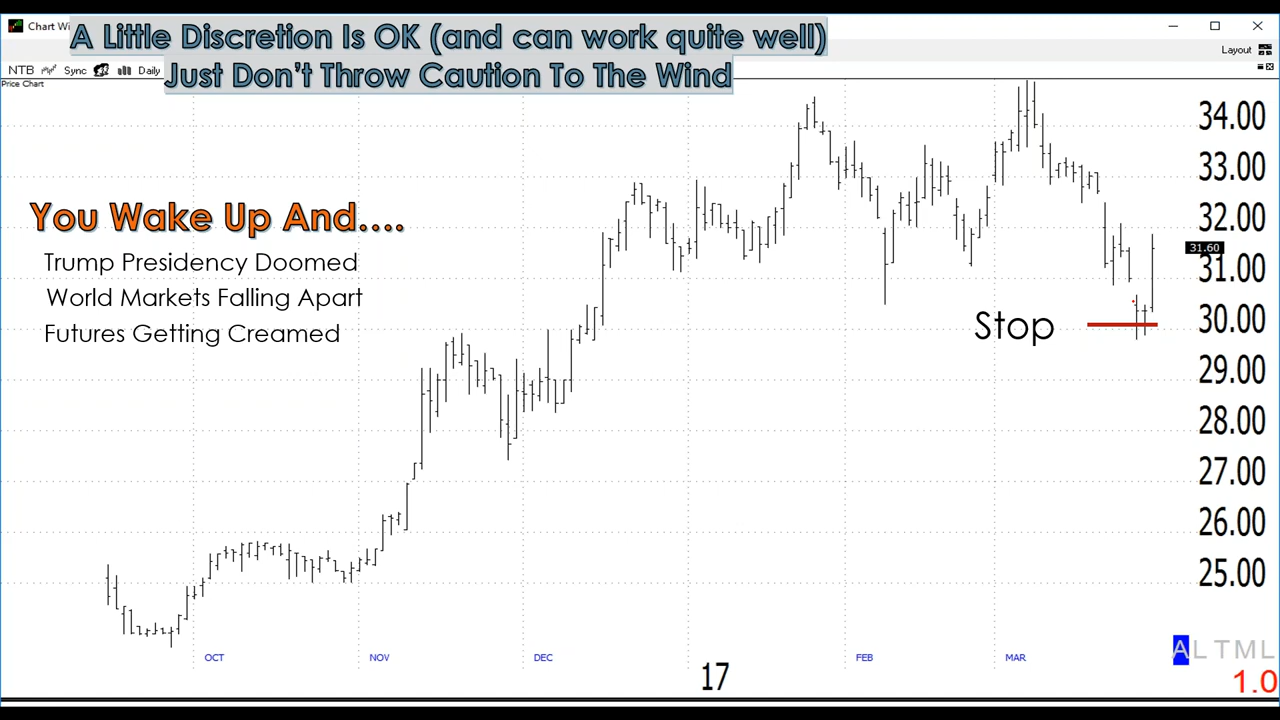 Chart Wi
A Little Discretion Is OK (and can work quite well)
Just Don't Throw Caution To The Wind
Layout
NTB
Sync
Daily
Price Chart
34.00
33.00
You Wake Up And....
32.00
31.60
Trump Presidency Doomed
31.00
World Markets Falling Apart
Futures Getting Creamed
Stop
30.00
29.00
28.00
27.00
26.00
25.00
OCT
NOV
DEC
17
FEB
MAR
ALTML
1.0